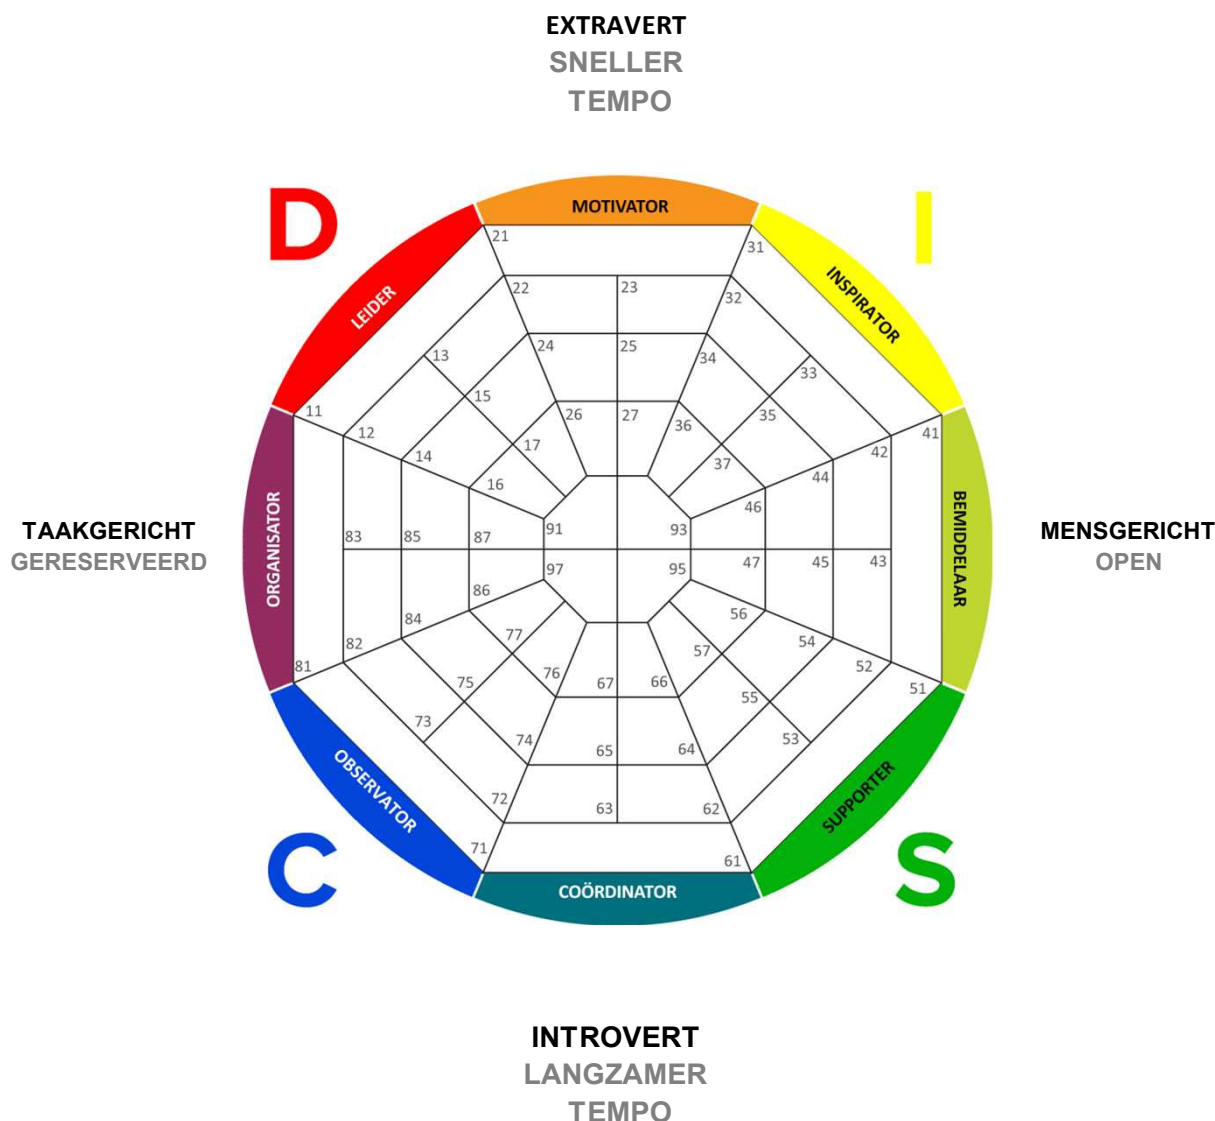 EXTRAVERT
SNELLER
TEMPO
D
I
MOTIVATOR
LEIDER
INSPIRATOR
21
31
22
23
32
13
24
25
34
33
15
11
12
26
27
36
35
41
14
17
37
42
16
44
46
TAAKGERICHT
GERESERVEERD
ORGANISATOR
83
85
87
91
93
97
95
47
45
43
BEMIDDELAAR
MENSGERICHT
OPEN
86
84
82
81
77
76
67
66
57
56
54
52
51
75
73
74
65
64
55
53
72
63
62
71
61
OBSERVATOR
SUPPORTER
C
S
COÖRDINATOR
INTROVERT
LANGZAMER
TEMPO